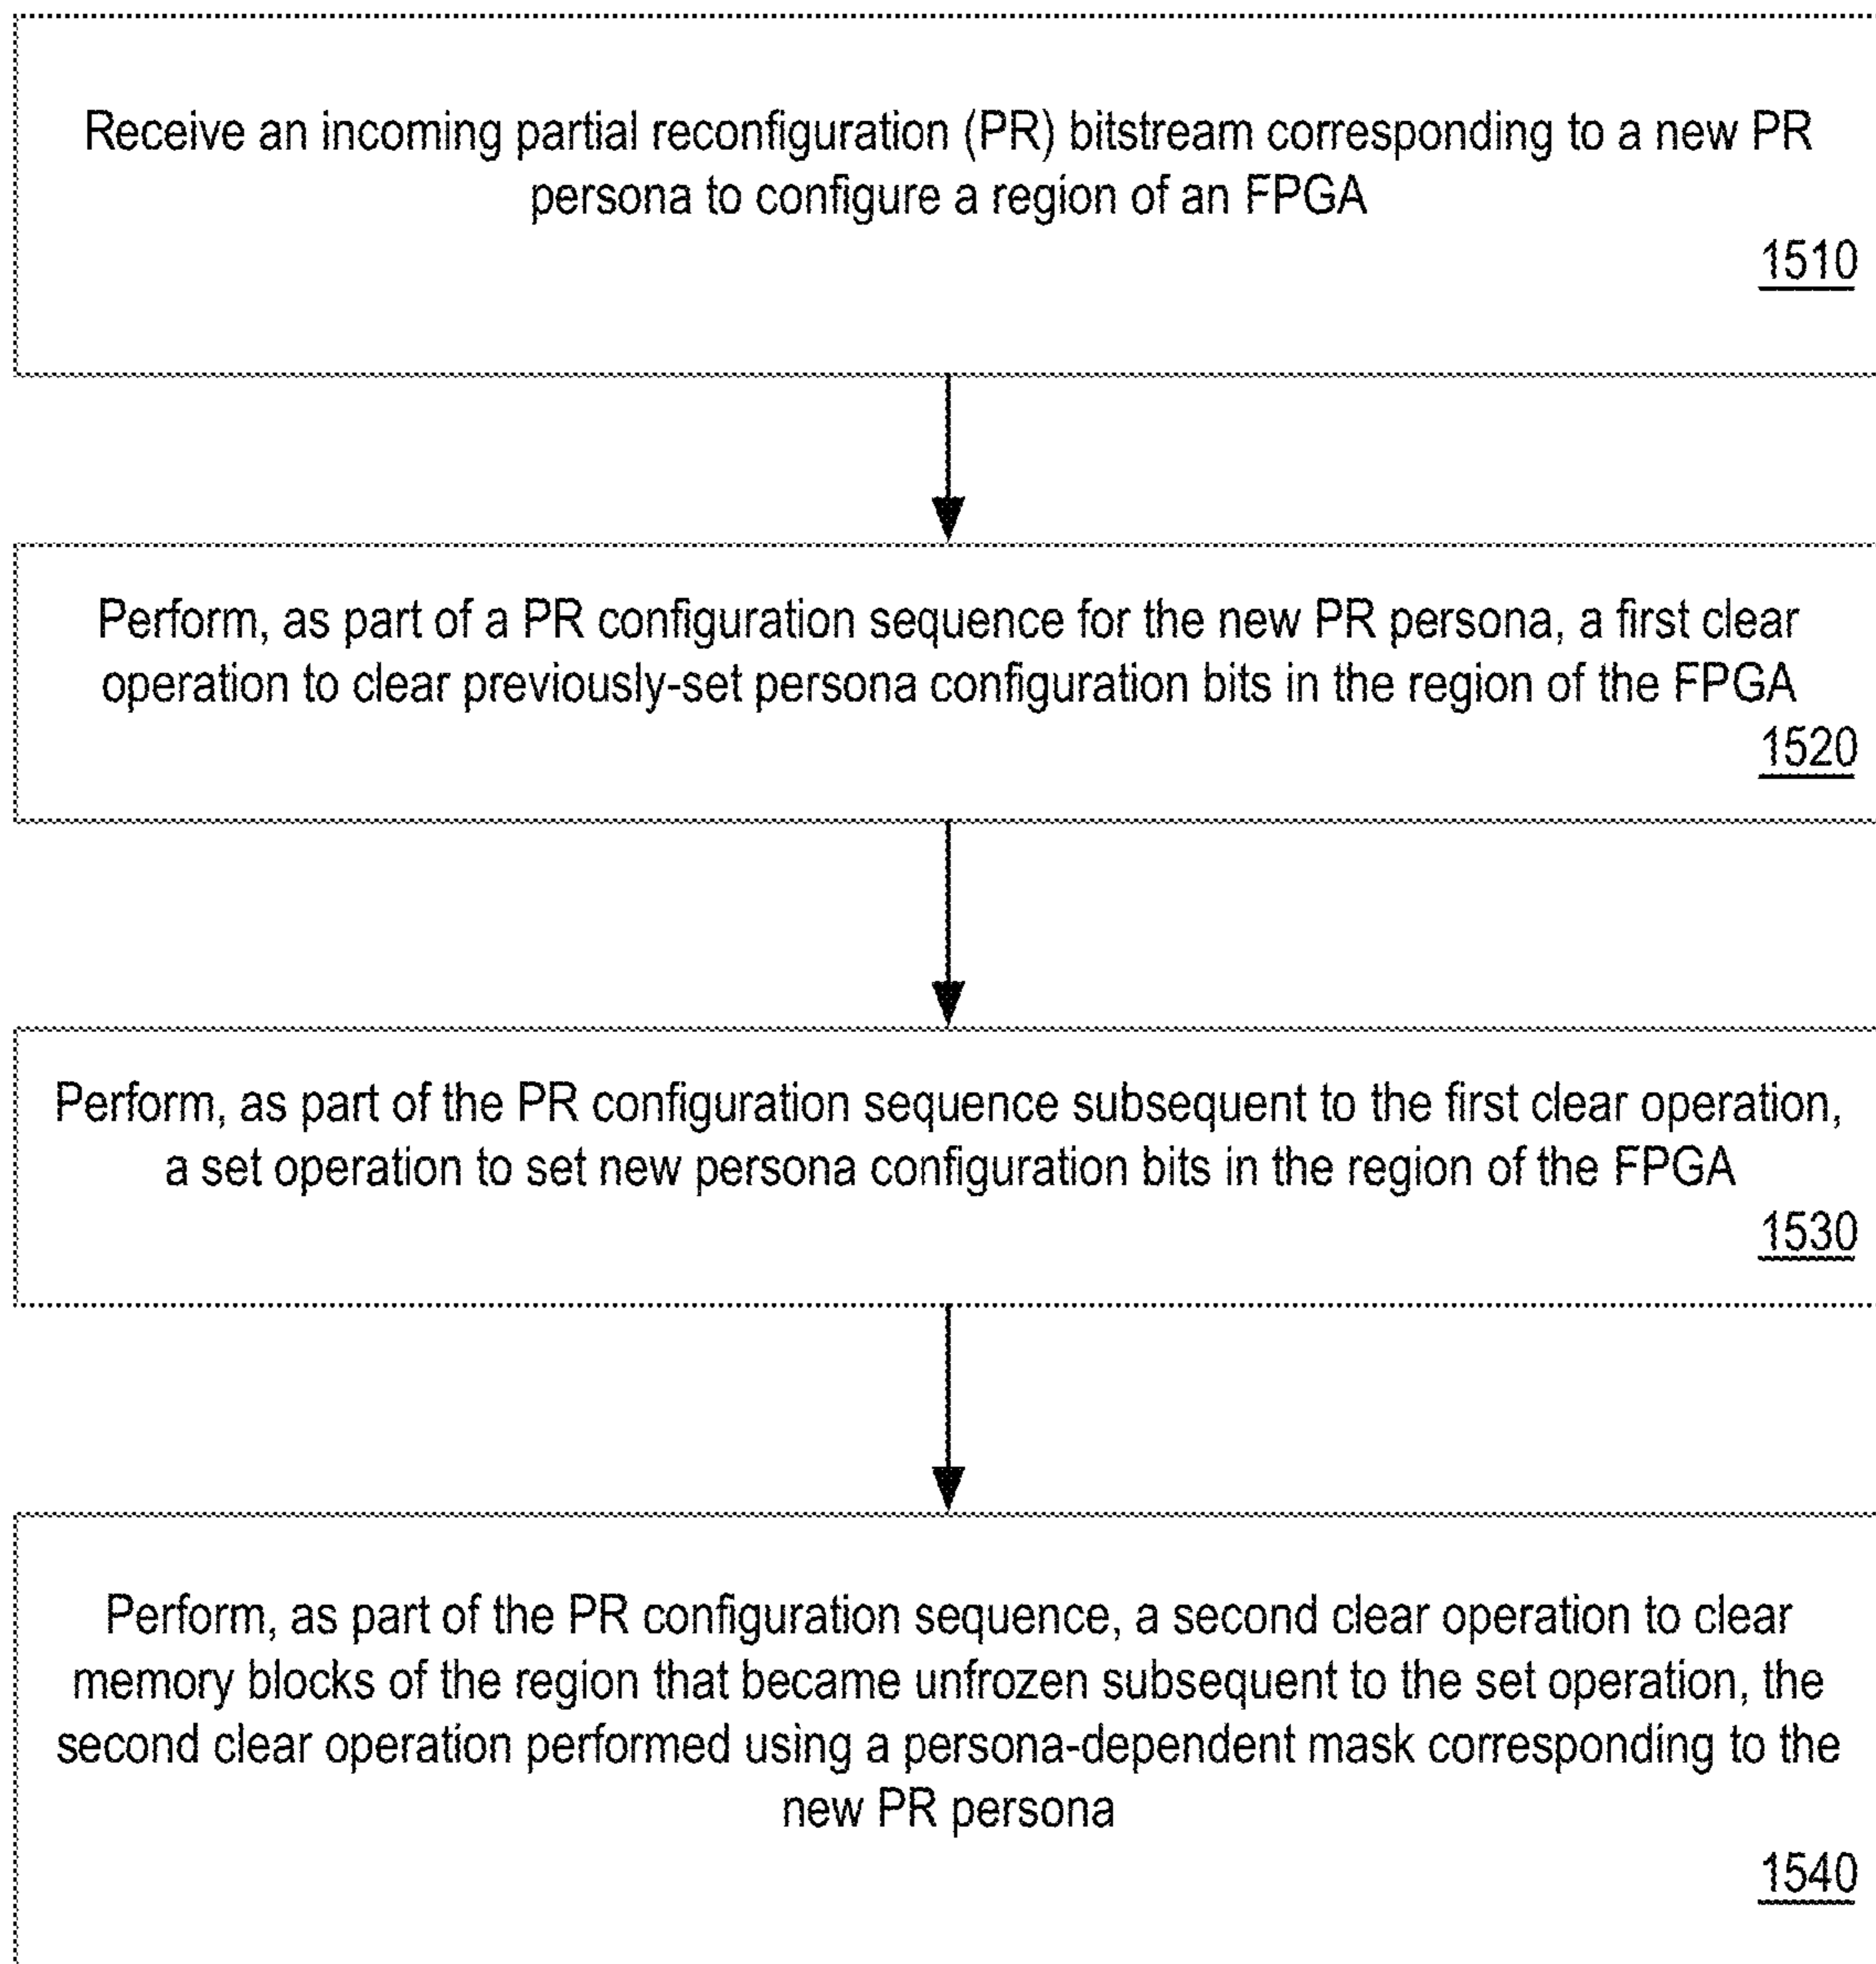 Receive an incoming partial reconfiguration (PR) bitstream corresponding to a new PR
persona to configure a region of an FPGA
1510
Perform, as part of a PR configuration sequence for the new PR persona, a first clear
operation to clear previously-set persona configuration bits in the region of the FPGA
1520
Perform, as part of the PR configuration sequence subsequent to the first clear operation,
a set operation to set new persona configuration bits in the region of the FPGA
1530
Perform, as part of the PR configuration sequence, a second clear operation to clear
memory blocks of the region that became unfrozen subsequent to the set operation, the
second clear operation performed using a persona-dependent mask corresponding to the
new PR persona
1540